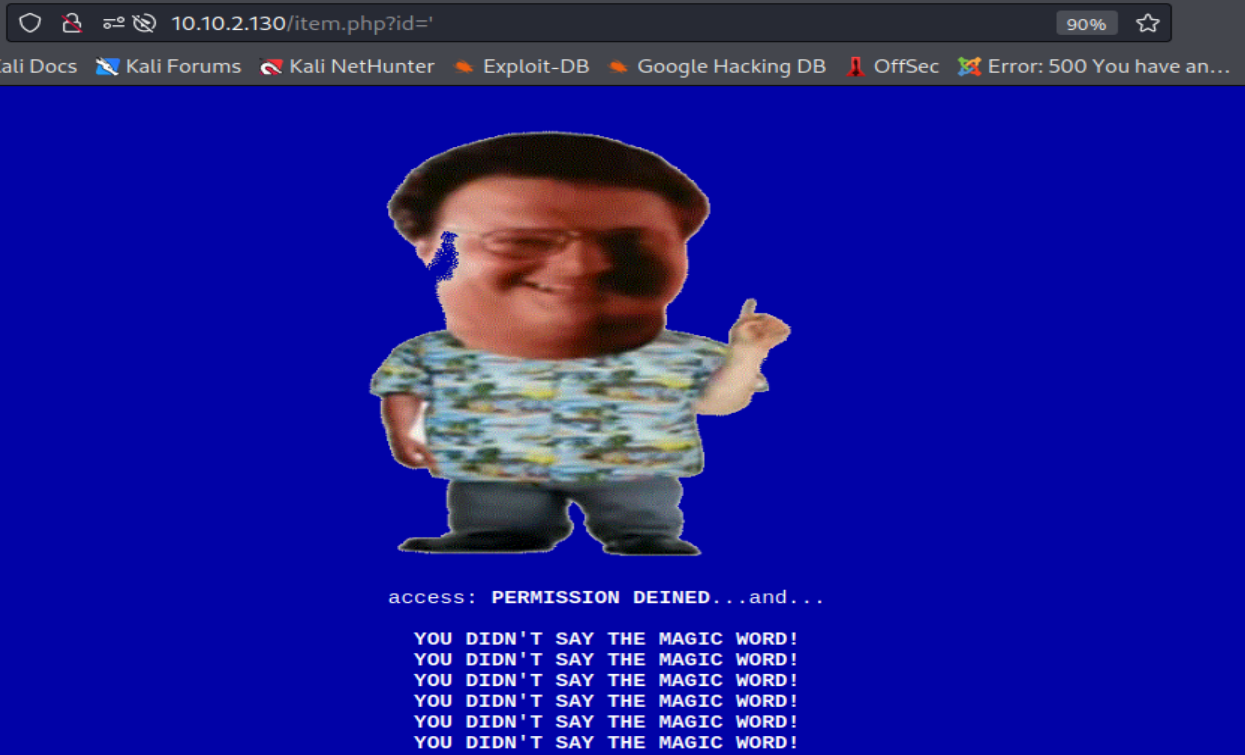 10.10.2.130/item.php?id='
90%
ali Docs
Kali Forums
Kali NetHunter
Exploit-DB
Google Hacking DB
OffSec
Error: 500 You have an...
access: PERMISSION DEINED...and...
YOU DIDN'T SAY THE MAGIC WORD!
YOU DIDN'T SAY THE MAGIC WORD!
YOU DIDN'T SAY THE MAGIC WORD!
YOU DIDN'T SAY THE MAGIC WORD!
YOU DIDN'T SAY THE MAGIC WORD!
YOU DIDN'T SAY THE MAGIC WORD!